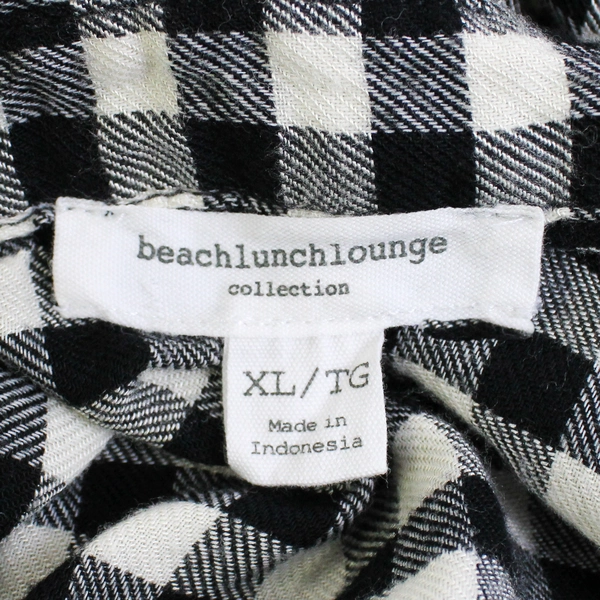 beachlunchlounge
collection
XL/TG
Made in
Indonesia